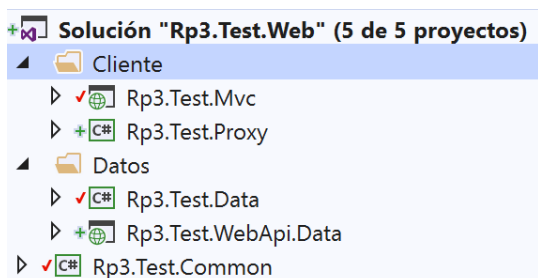 Solución "Rp3.Test.Web" (5 de 5 proyectos)
Cliente
Rp3.Test.Mvc
C# Rp3.Test.Proxy
Datos
C# Rp3.Test.Data
Rp3.Test.WebApi.Data
C# Rp3.Test.Common